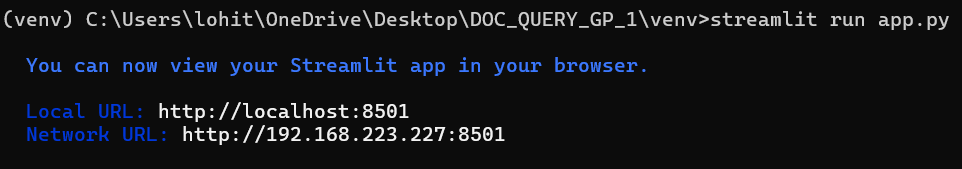 (venv) C:\Users\lohit\OneDrive\Desktop\DOC_QUERY_GP_1\venv>streamlit run app.py
You can now view your Streamlit app in your browser.
Local URL: http://localhost:8501
Network URL: http://192.168.223.227:8501